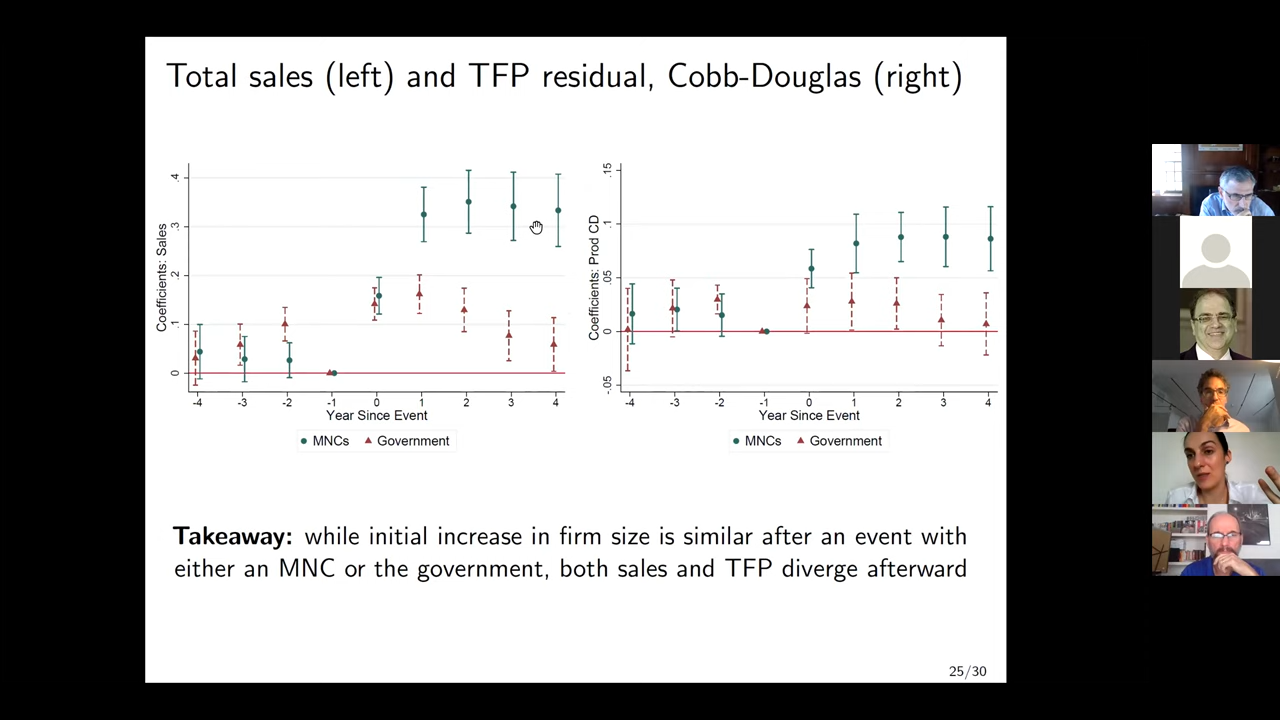 Total sales (left) and TFP residual, Cobb-Douglas (right)
Coefficients: Sales
.4
.3
.2
.1
0
-4 -3 -2 -1 0 1 2 3 4
Year Since Event
MNCs Government
Coefficients: Prod CD
.15
.1
.05
0
-.05
-4 -3 -2 -1 0 1 2 3 4
Year Since Event
MNCs Government
Takeaway: while initial increase in firm size is similar after an event with
either an MNC or the government, both sales and TFP diverge afterward
25/30